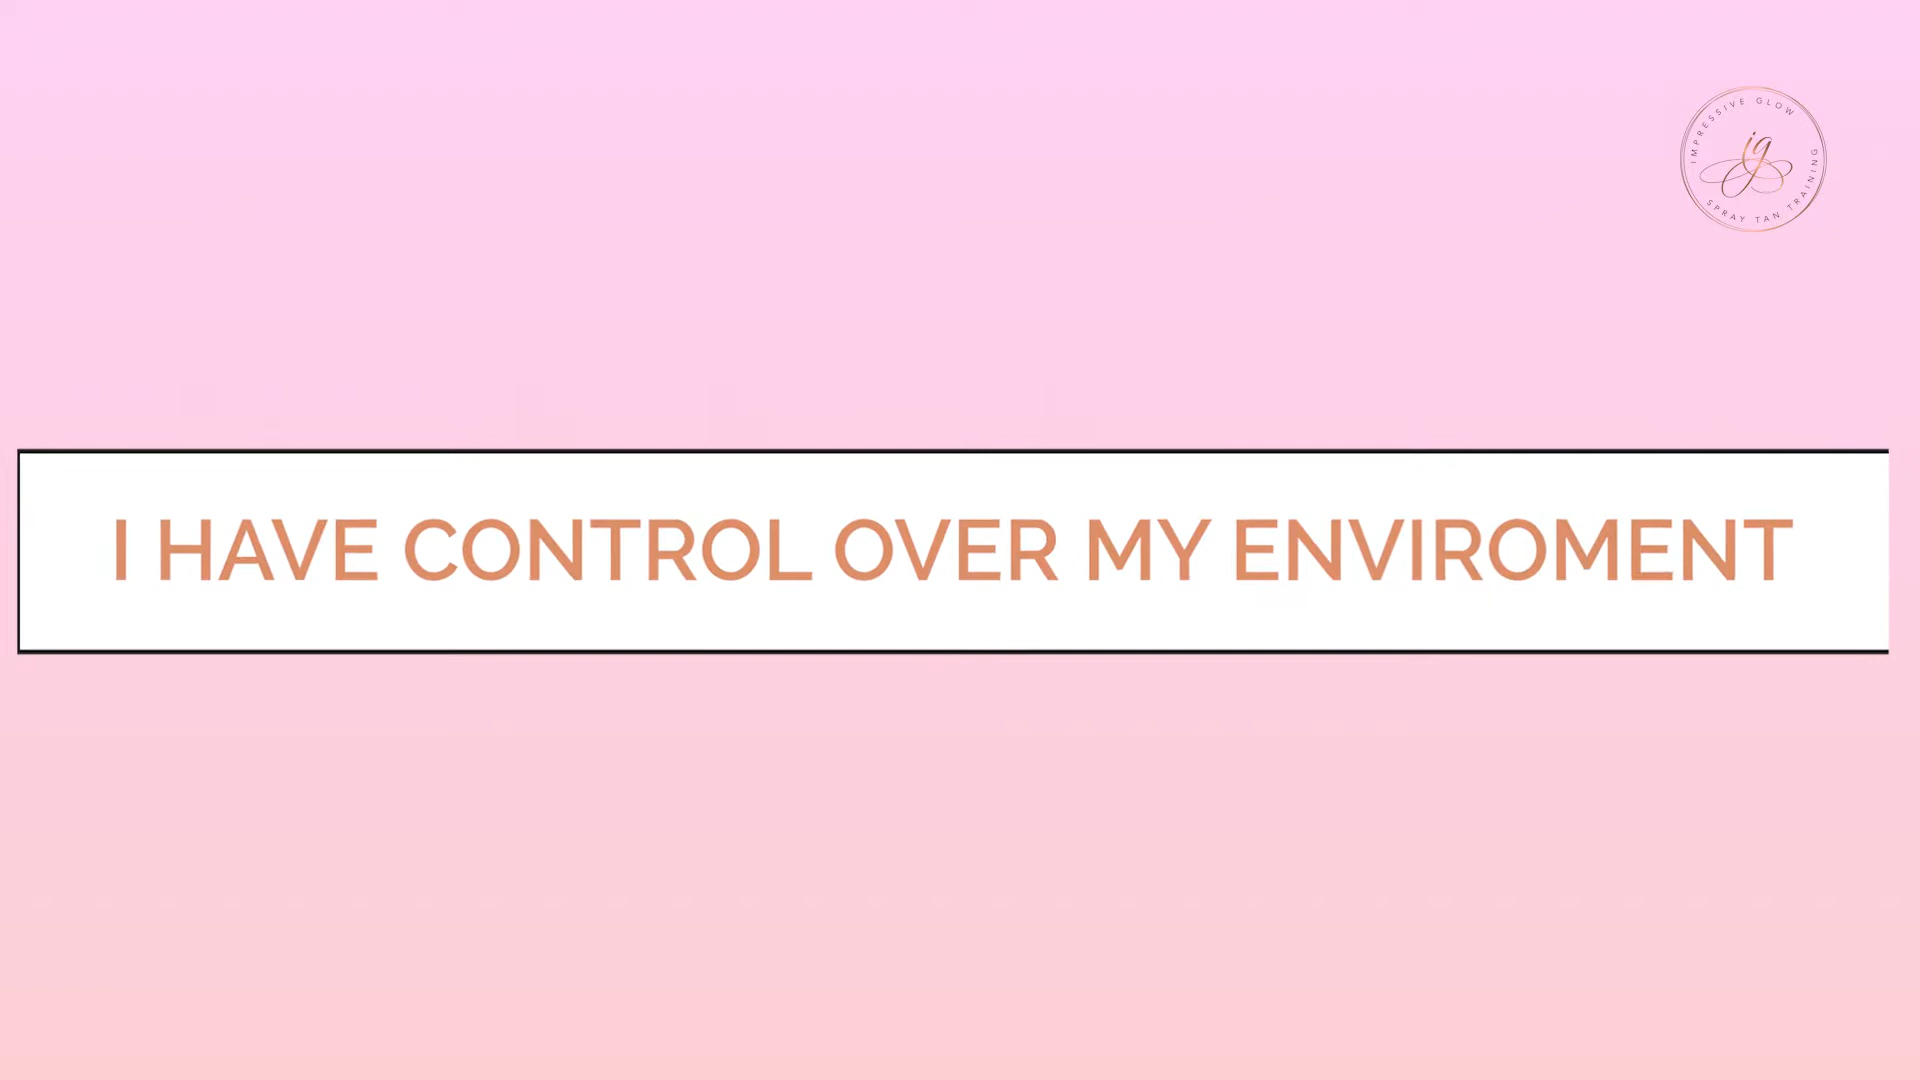 IMPRESSIVE GLOW
ig
SPRAY TAN TRAINING
I HAVE CONTROL OVER MY ENVIROMENT